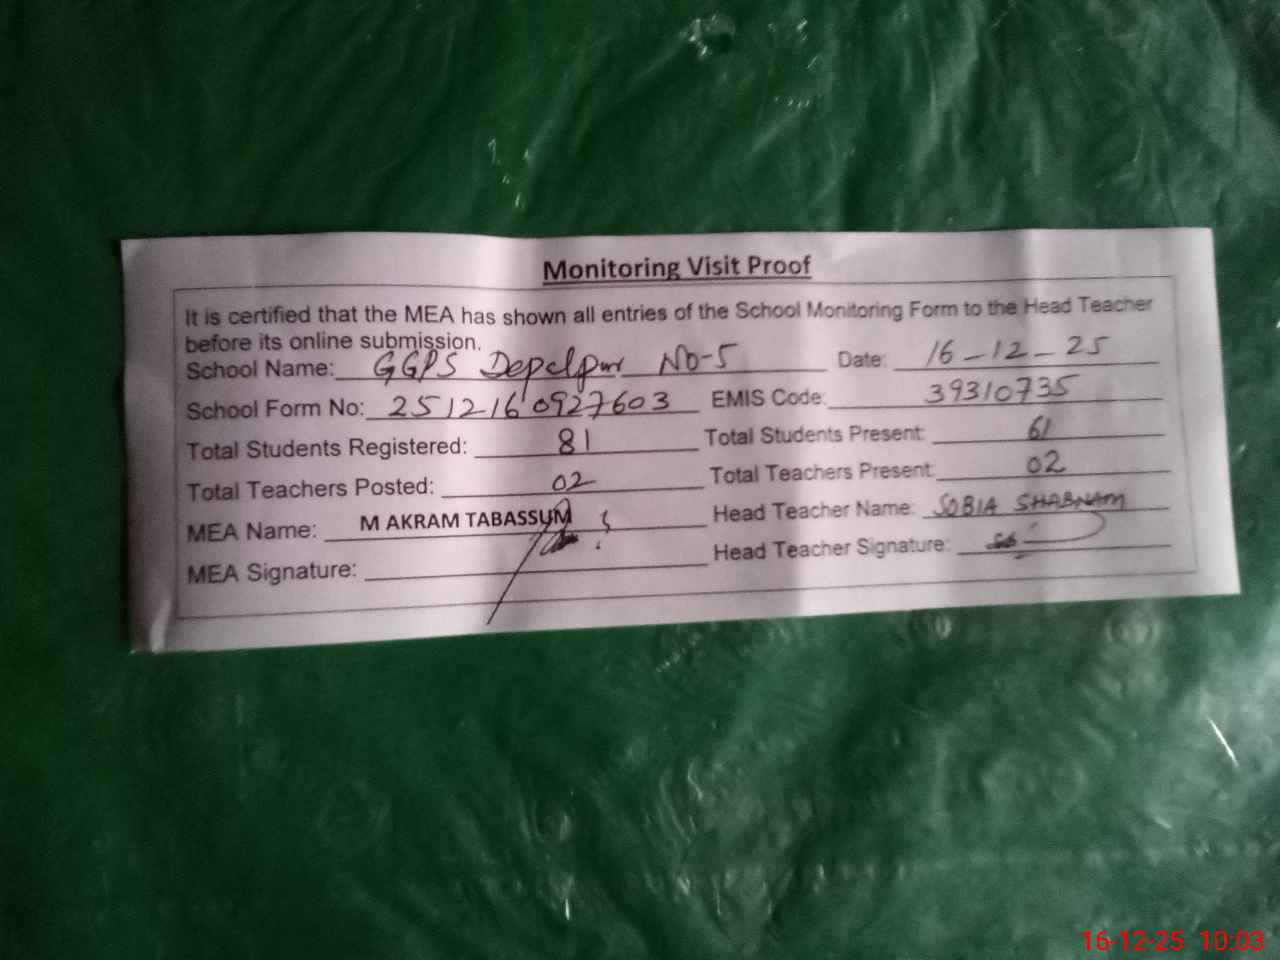 Monitoring Visit Proof
It is certified that the MEA has shown all entries of the School Monitoring Form to the Head Teacher
before its online submission.
School Name: GGPS Depalpur No-5 Date: 16-12-25
School Form No: 2512160927603 EMIS Code: 39310735
Total Students Registered: 81 Total Students Present: 61
Total Teachers Posted: 02 Total Teachers Present: 02
MEA Name: M AKRAM TABASSUM Head Teacher Name: SOBIA SHABNAM
MEA Signature: Head Teacher Signature:
16-12-25 10:03